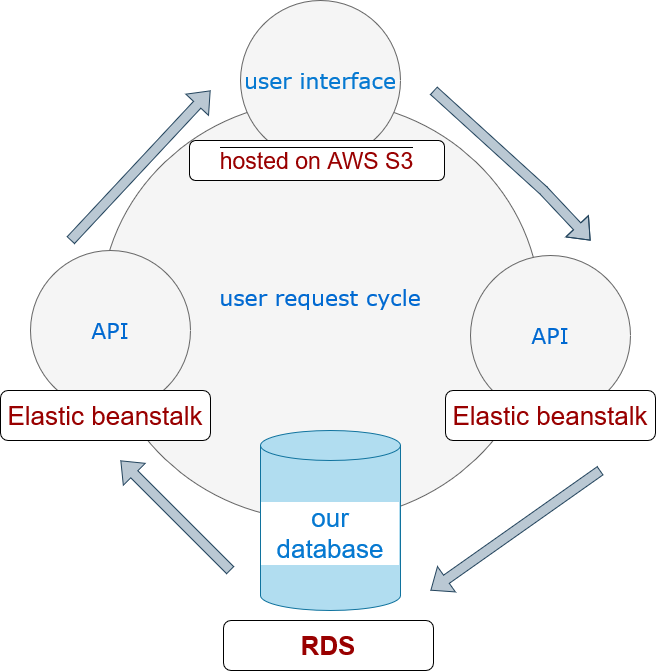 user interface
hosted on AWS S3
user request cycle
API
API
Elastic beanstalk
Elastic beanstalk
our
database
RDS